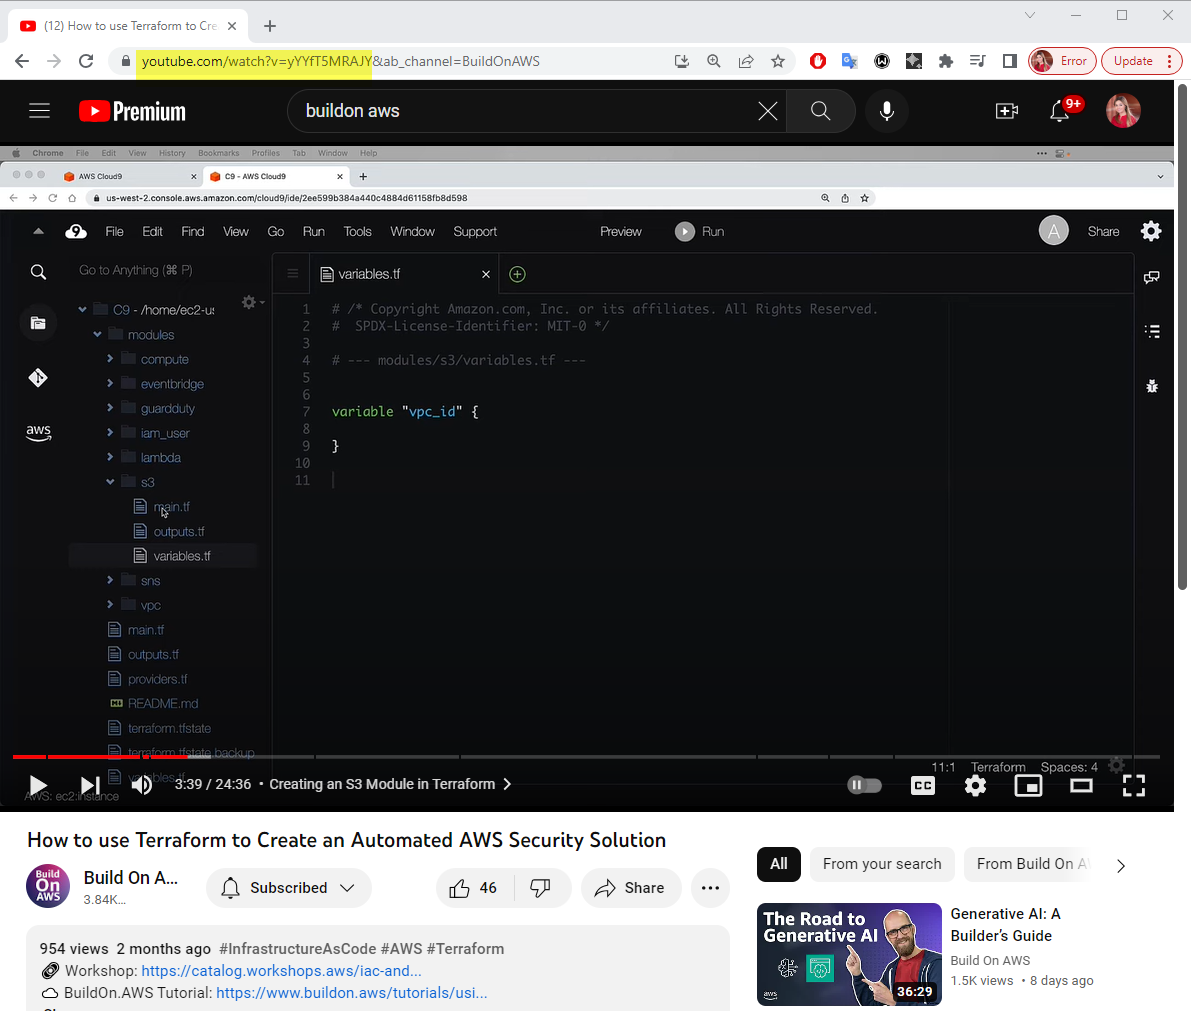 (12) How to use Terraform to Cre
youtube.com/watch?v=yYYfT5MRAJY&ab_channel=BuildOnAWS
Error
Update
Premium
buildon aws
9+
Chrome File Edit View History Bookmarks Profiles Tab Window Help
AWS Cloud9
C9 - AWS Cloud9
us-west-2.console.aws.amazon.com/cloud9/ide/2ee599b384a440c4884d61158fb8d598
9 File Edit Find View Go Run Tools Window Support Preview Run A Share
Go to Anything (⌘ P)
variables.tf
C9 - /home/ec2-us
modules
compute
eventbridge
guardduty
iam_user
lambda
s3
main.tf
outputs.tf
variables.tf
sns
vpc
main.tf
outputs.tf
providers.tf
README.md
terraform.tfstate
terraform.tfstate.backup
variables.tf
aws
1 # /* Copyright Amazon.com, Inc. or its affiliates. All Rights Reserved.
2 # SPDX-License-Identifier: MIT-0 */
3
4 # --- modules/s3/variables.tf ---
5
6
7 variable "vpc_id" {
8
9 }
10
11
11:1 Terraform Spaces: 4
3:39 / 24:36 • Creating an S3 Module in Terraform
CC
AWS: ec2:instance
How to use Terraform to Create an Automated AWS Security Solution
Build On AWS
Build On A...
3.84K...
Subscribed
46
Share
954 views 2 months ago #InfrastructureAsCode #AWS #Terraform
Workshop: https://catalog.workshops.aws/iac-and...
BuildOn.AWS Tutorial: https://www.buildon.aws/tutorials/usi...
All
From your search
From Build On A
The Road to
Generative AI
aws
36:29
Generative AI: A
Builder's Guide
Build On AWS
1.5K views • 8 days ago